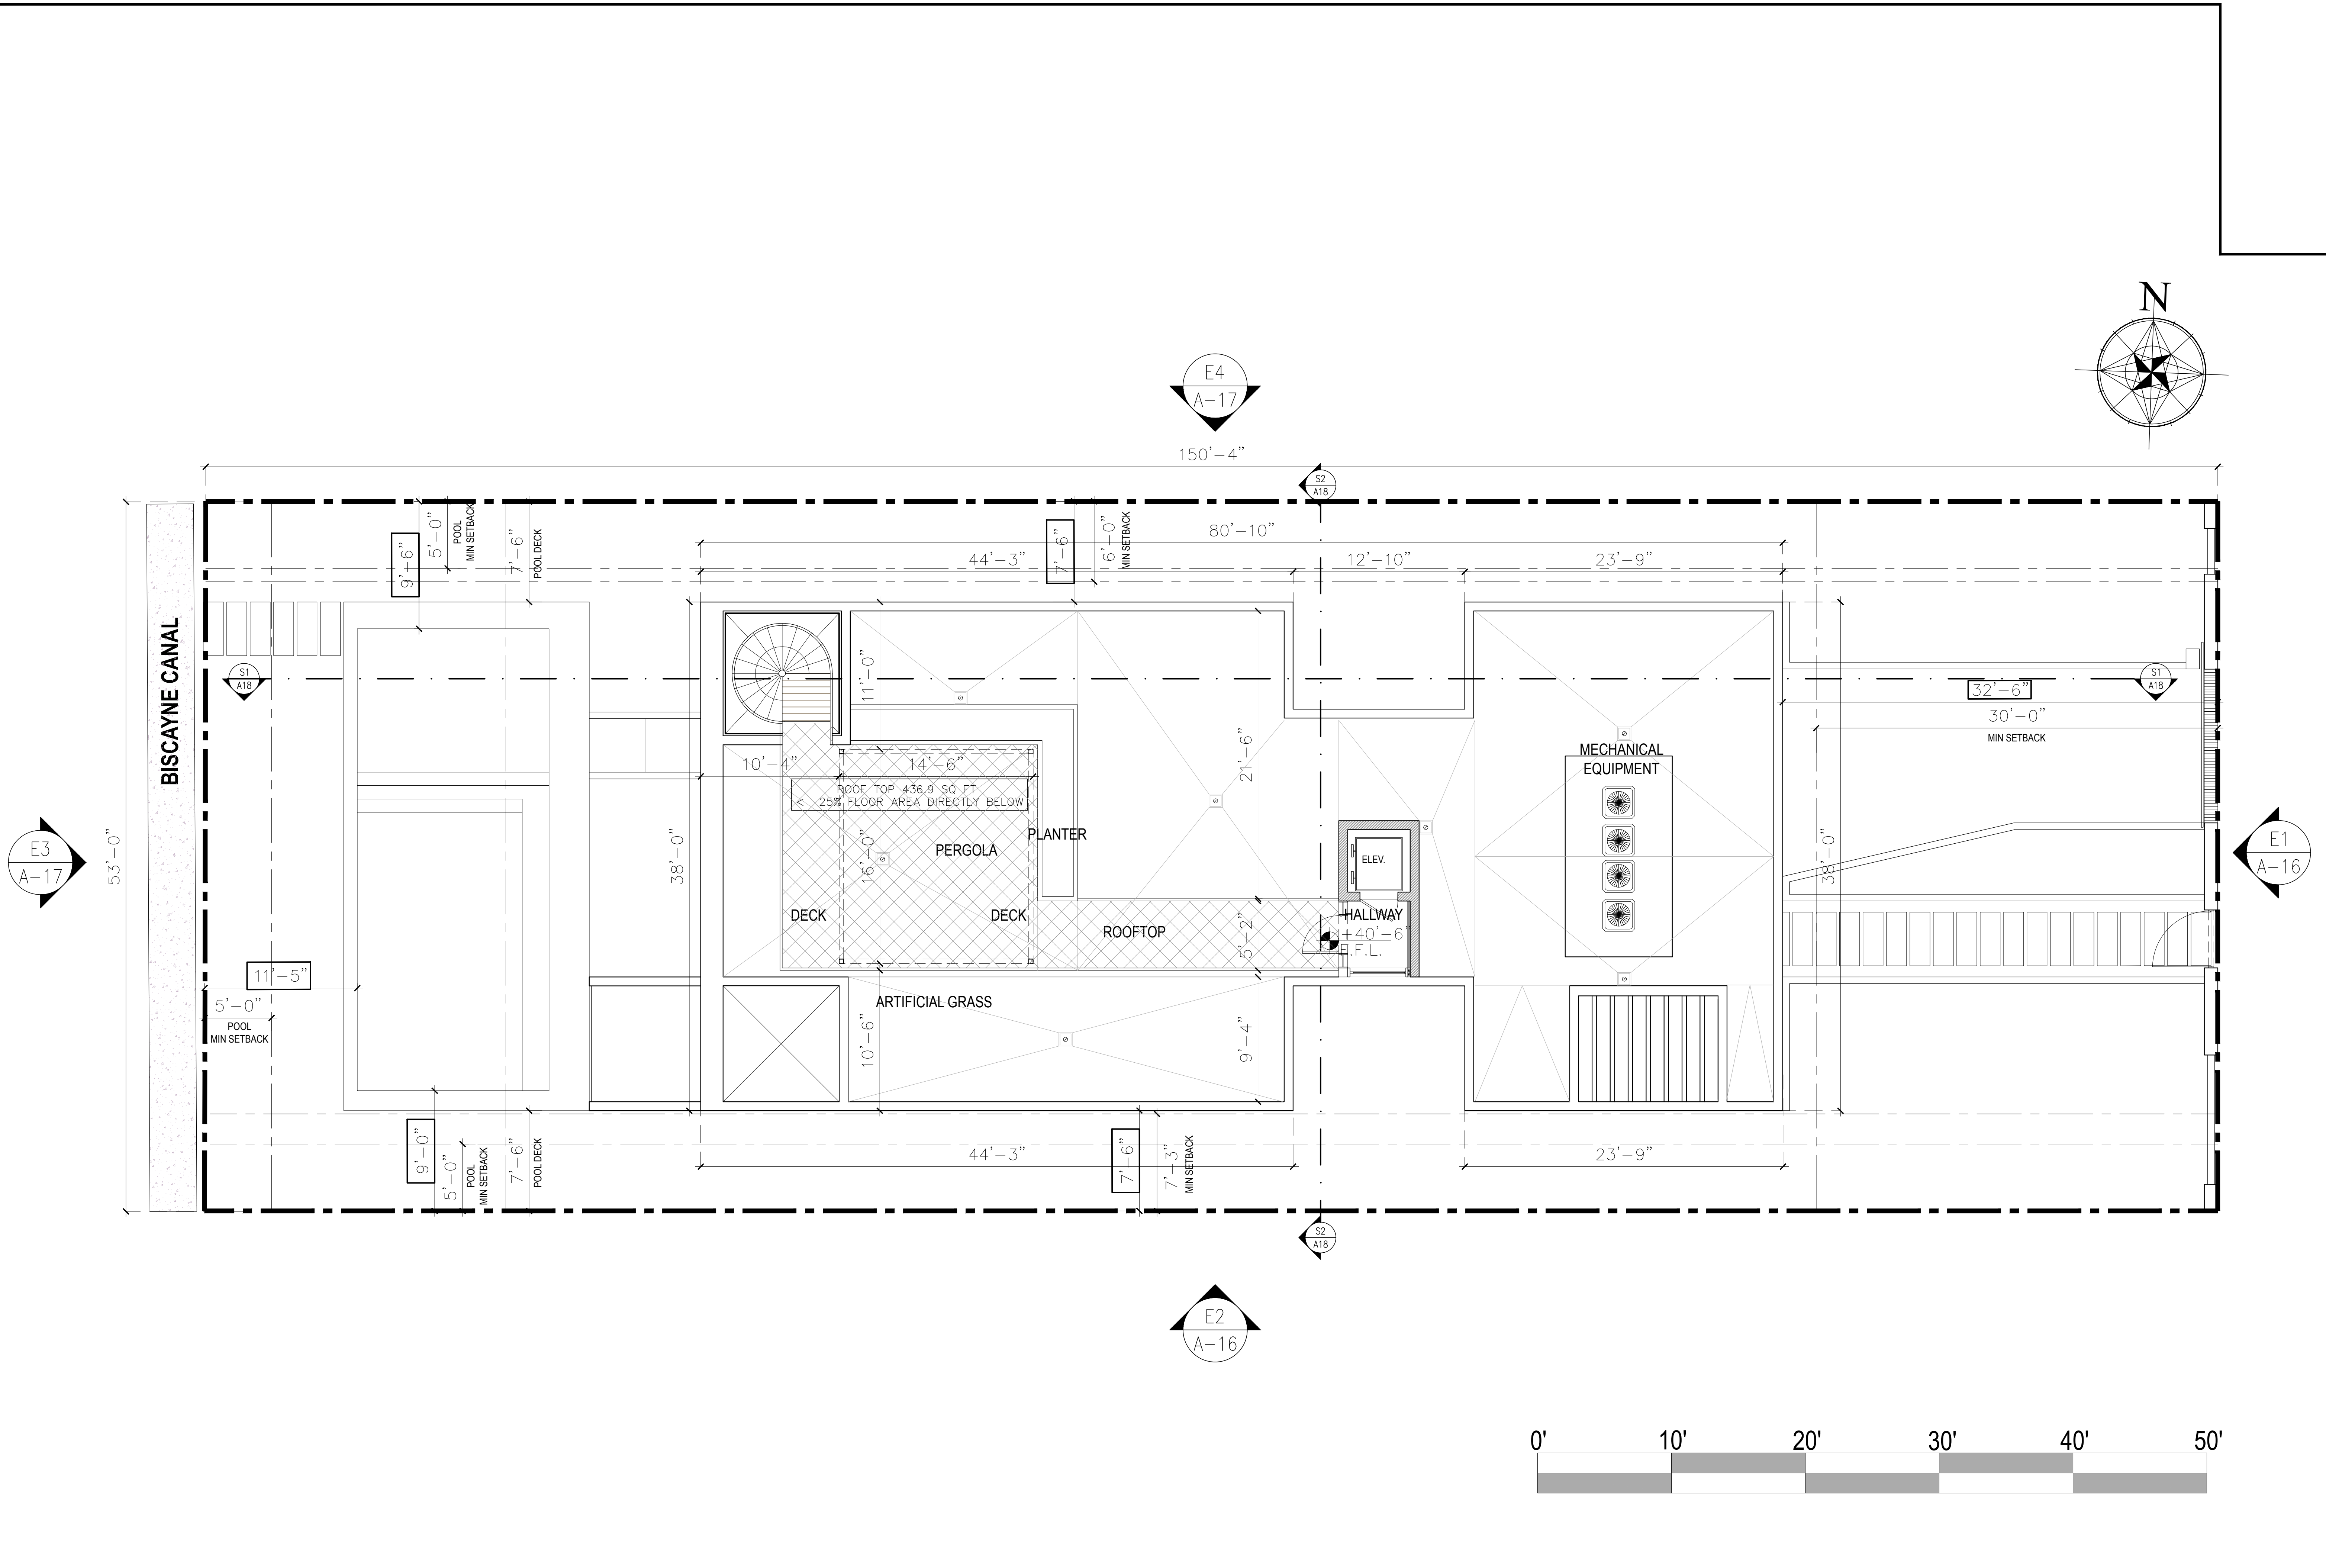 N
E4
A-17
150'-4"
S2
A18
80'-10"
44'-3"
12'-10"
23'-9"
9'-6"
5'-0"
POOL
MIN SETBACK
7'-6"
POOL DECK
7'-6"
6'-0"
MIN SETBACK
BISCAYNE CANAL
53'-0"
S1
A18
S1
A18
32'-6"
30'-0"
MIN SETBACK
11'-0"
21'-6"
38'-0"
38'-0"
10'-4"
14'-6"
ROOF TOP 436.9 SQ FT
< 25% FLOOR AREA DIRECTLY BELOW
MECHANICAL
EQUIPMENT
PLANTER
PERGOLA
16'-0"
ELEV.
E3
A-17
E1
A-16
DECK
DECK
ROOFTOP
HALLWAY
+40'-6"
F.F.L.
5'-2"
11'-5"
5'-0"
POOL
MIN SETBACK
ARTIFICIAL GRASS
10'-6"
9'-4"
9'-0"
5'-0"
POOL
MIN SETBACK
7'-6"
POOL DECK
44'-3"
7'-6"
7'-3"
MIN SETBACK
23'-9"
S2
A18
E2
A-16
0' 10' 20' 30' 40' 50'